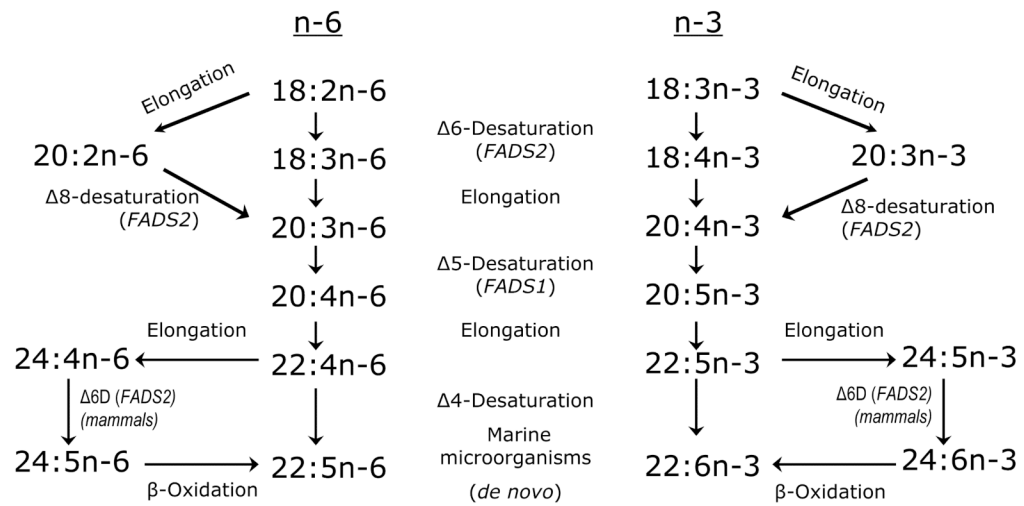 n-6
n-3
Elongation
18:2n-6
18:3n-3
Elongation
Δ6-Desaturation
(FADS2)
20:2n-6
18:3n-6
18:4n-3
20:3n-3
Δ8-desaturation
(FADS2)
Elongation
Δ8-desaturation
(FADS2)
20:3n-6
20:4n-3
Δ5-Desaturation
(FADS1)
20:4n-6
20:5n-3
Elongation
Elongation
Elongation
24:4n-6
22:4n-6
22:5n-3
24:5n-3
Δ6D (FADS2)
(mammals)
Δ4-Desaturation
Δ6D (FADS2)
(mammals)
Marine
microorganisms
(de novo)
24:5n-6
22:5n-6
22:6n-3
24:6n-3
β-Oxidation
β-Oxidation